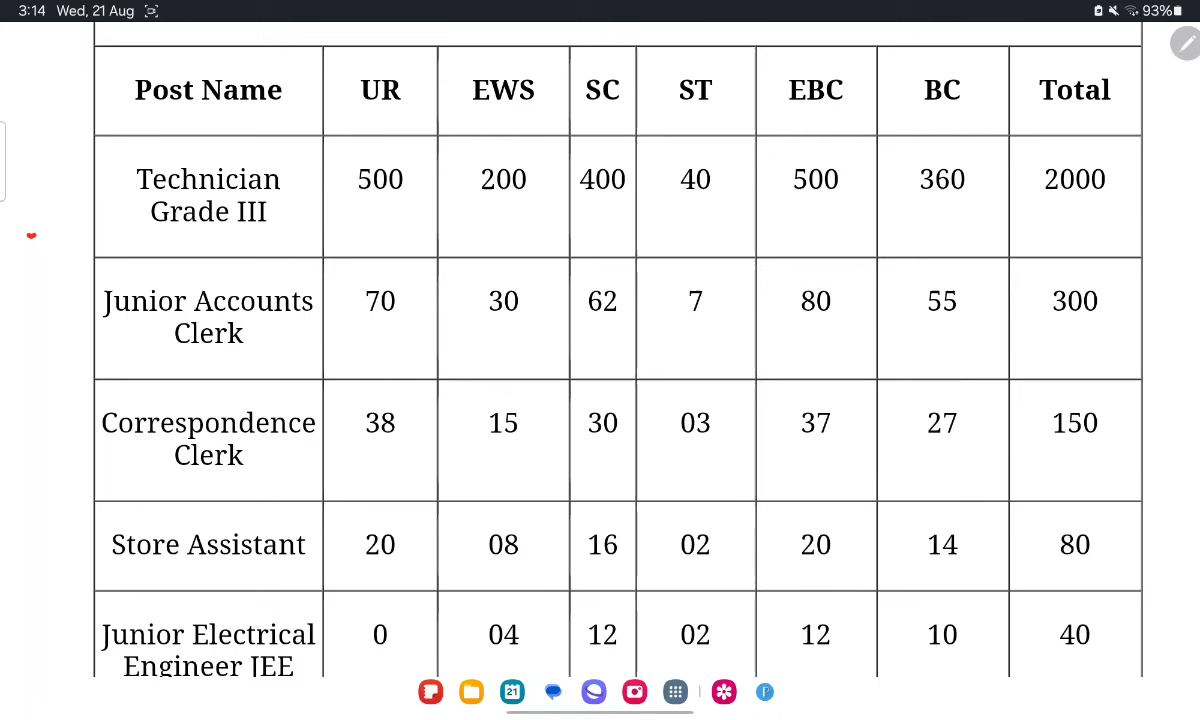 3:14 Wed, 21 Aug 93%
Post Name UR EWS SC ST EBC BC Total
Technician 500 200 400 40 500 360 2000
Grade III
Junior Accounts 70 30 62 7 80 55 300
Clerk
Correspondence 38 15 30 03 37 27 150
Clerk
Store Assistant 20 08 16 02 20 14 80
Junior Electrical 0 04 12 02 12 10 40
Engineer JEE
21